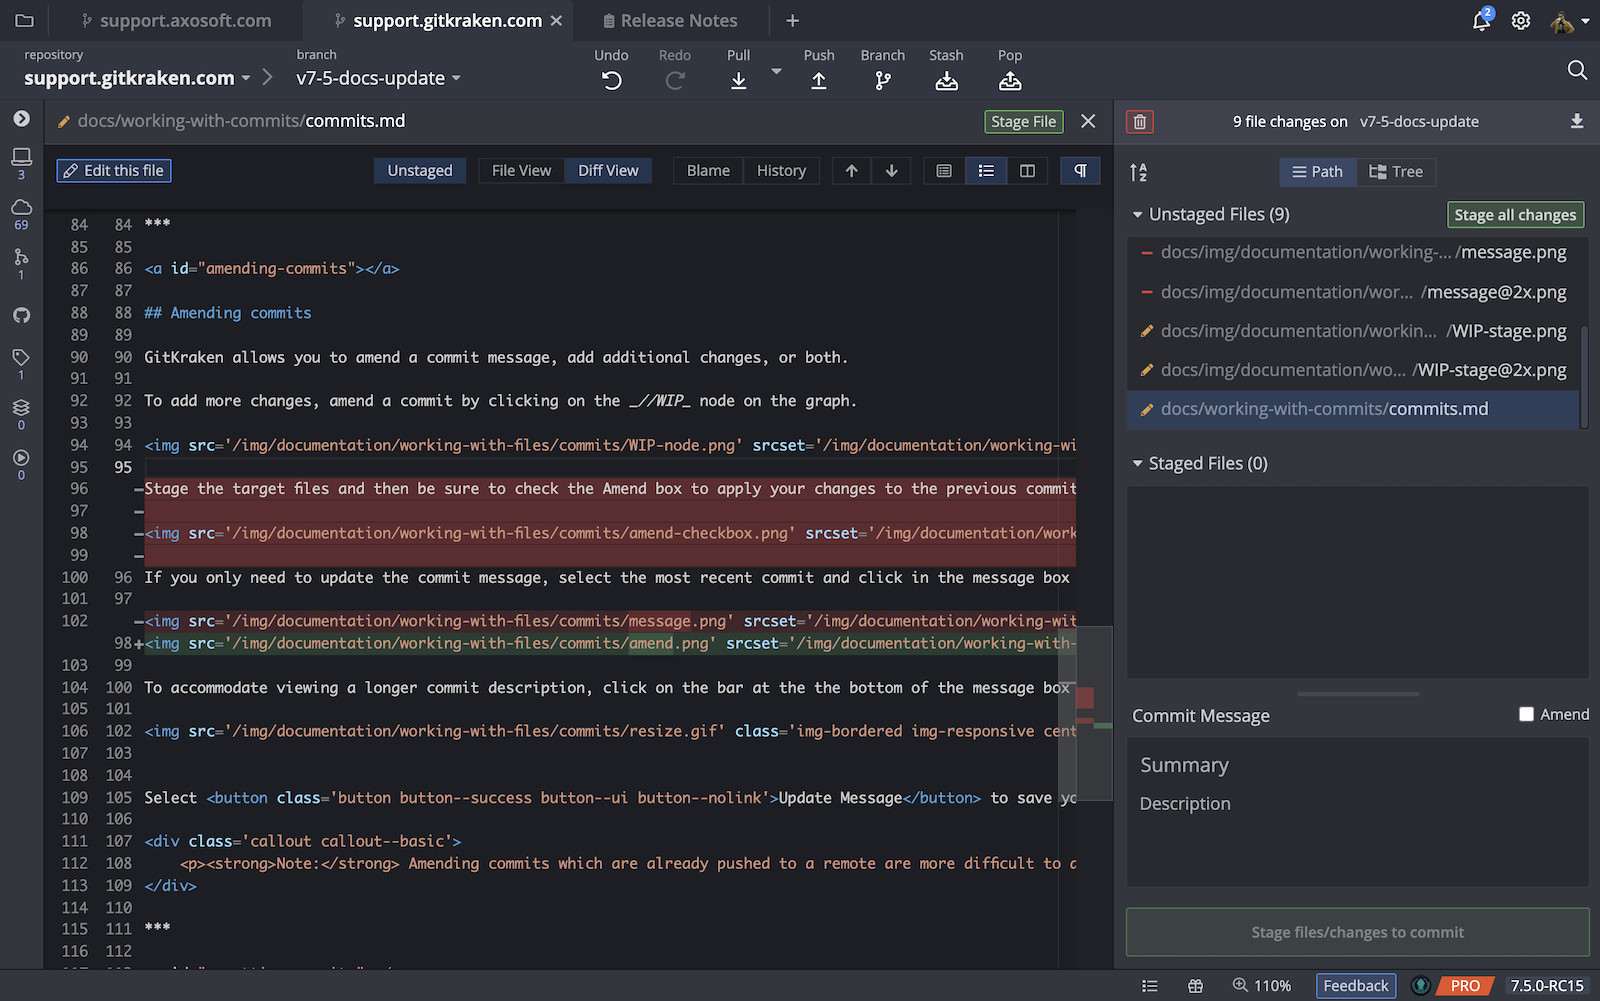 support.axosoft.com
support.gitkraken.com
Release Notes
2
repository
support.gitkraken.com
branch
v7-5-docs-update
Undo
Redo
Pull
Push
Branch
Stash
Pop
3
69
1
1
0
0
docs/working-with-commits/commits.md
Stage File
Edit this file
Unstaged
File View
Diff View
Blame
History
84 84 ***
85 85
86 86 <a id="amending-commits"></a>
87 87
88 88 ## Amending commits
89 89
90 90 GitKraken allows you to amend a commit message, add additional changes, or both.
91 91
92 92 To add more changes, amend a commit by clicking on the _//WIP_ node on the graph.
93 93
94 94 <img src='/img/documentation/working-with-files/commits/WIP-node.png' srcset='/img/documentation/working-wi
95 95
96 –Stage the target files and then be sure to check the Amend box to apply your changes to the previous commit
97 –
98 –<img src='/img/documentation/working-with-files/commits/amend-checkbox.png' srcset='/img/documentation/work
99 –
100 96 If you only need to update the commit message, select the most recent commit and click in the message box
101 97
102 –<img src='/img/documentation/working-with-files/commits/message.png' srcset='/img/documentation/working-wit
98+<img src='/img/documentation/working-with-files/commits/amend.png' srcset='/img/documentation/working-with-
103 99
104 100 To accommodate viewing a longer commit description, click on the bar at the the bottom of the message box
105 101
106 102 <img src='/img/documentation/working-with-files/commits/resize.gif' class='img-bordered img-responsive cent
107 103
108 104
109 105 Select <button class='button button--success button--ui button--nolink'>Update Message</button> to save yo
110 106
111 107 <div class='callout callout--basic'>
112 108 <p><strong>Note:</strong> Amending commits which are already pushed to a remote are more difficult to a
113 109 </div>
114 110
115 111 ***
116 112
9 file changes on v7-5-docs-update
Path
Tree
Unstaged Files (9)
Stage all changes
docs/img/documentation/working-... /message.png
docs/img/documentation/wor... /message@2x.png
docs/img/documentation/workin... /WIP-stage.png
docs/img/documentation/wo... /WIP-stage@2x.png
docs/working-with-commits/commits.md
Staged Files (0)
Commit Message
Amend
Summary
Description
Stage files/changes to commit
110%
Feedback
PRO
7.5.0-RC15